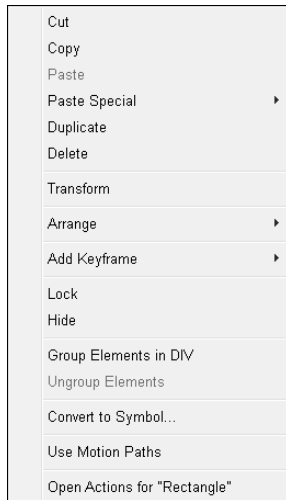 Cut
Copy
Paste
Paste Special
Duplicate
Delete
Transform
Arrange
Add Keyframe
Lock
Hide
Group Elements in DIV
Ungroup Elements
Convert to Symbol...
Use Motion Paths
Open Actions for "Rectangle"